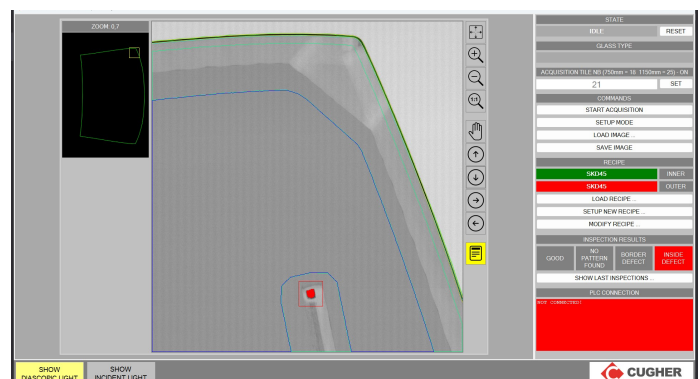 ZOOM 0,7
1:1
STATE
IDLE
RESET
GLASS TYPE
ACQUISITION TILE NB (750mm = 16 1150mm = 25) - ON
21
SET
COMMANDS
START ACQUISITION
SETUP MODE
LOAD IMAGE ...
SAVE IMAGE
RECIPE
SKD45
INNER
SKD45
OUTER
LOAD RECIPE ...
SETUP NEW RECIPE ...
MODIFY RECIPE ...
INSPECTION RESULTS
GOOD
NO PATTERN FOUND
BORDER DEFECT
INSIDE DEFECT
SHOW LAST INSPECTIONS ...
PLC CONNECTION
NOT CONNECTED!
SHOW
DIASCOPIC LIGHT
SHOW
INCIDENT LIGHT
CUGHER